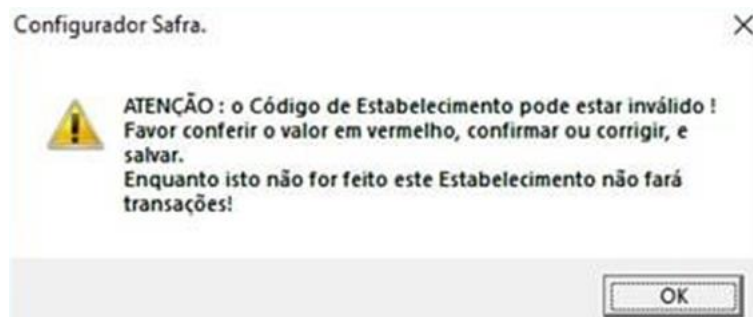 Configurador Safra.
ATENÇÃO : o Código de Estabelecimento pode estar inválido !
Favor conferir o valor em vermelho, confirmar ou corrigir, e
salvar.
Enquanto isto não for feito este Estabelecimento não fará
transações!
OK